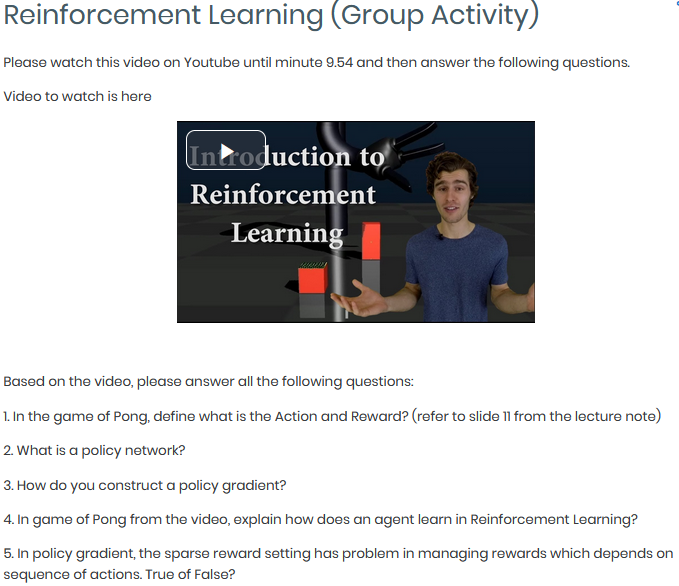 Reinforcement Learning (Group Activity)
Please watch this video on Youtube until minute 9.54 and then answer the following questions.
Video to watch is here
Introduction to
Reinforcement
Learning
Based on the video, please answer all the following questions:
1. In the game of Pong, define what is the Action and Reward? (refer to slide 11 from the lecture note)
2. What is a policy network?
3. How do you construct a policy gradient?
4. In game of Pong from the video, explain how does an agent learn in Reinforcement Learning?
5. In policy gradient, the sparse reward setting has problem in managing rewards which depends on
sequence of actions. True of False?